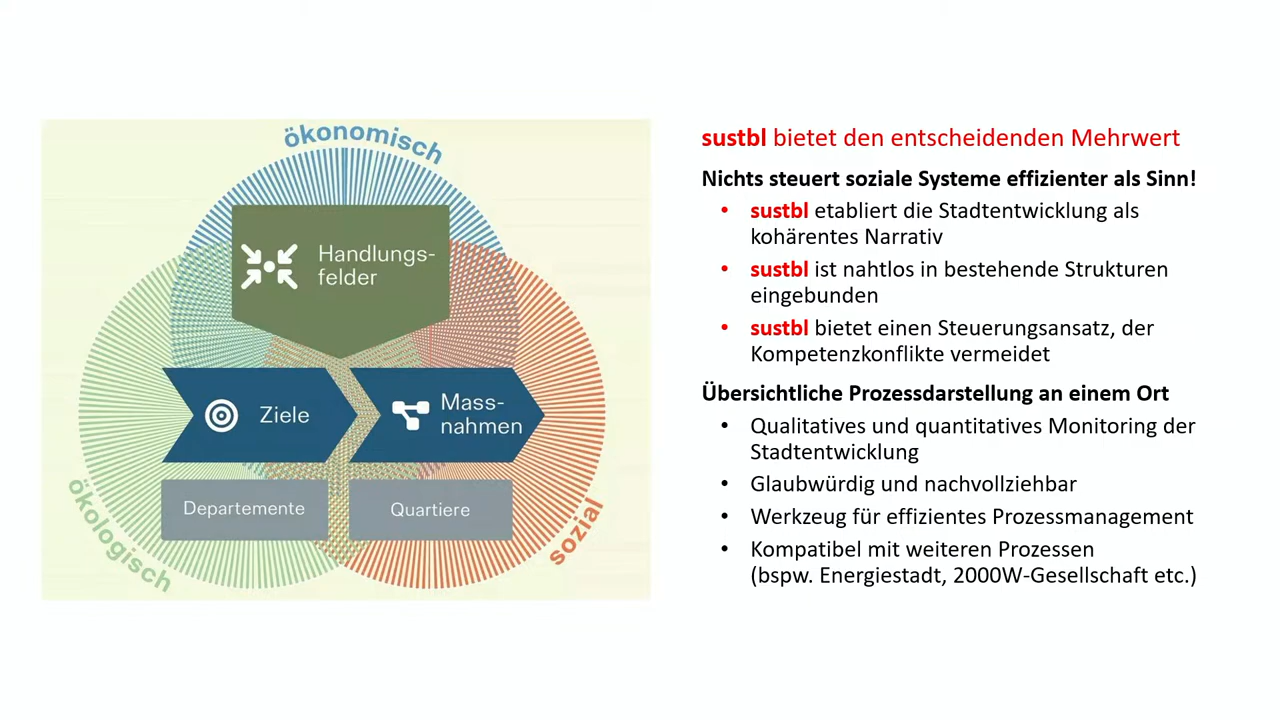 ökonomisch
Handlungs-
felder
Ziele
Mass-
nahmen
Departemente
Quartiere
ökologisch
sozial
sustbl bietet den entscheidenden Mehrwert
Nichts steuert soziale Systeme effizienter als Sinn!
• sustbl etabliert die Stadtentwicklung als
kohärentes Narrativ
• sustbl ist nahtlos in bestehende Strukturen
eingebunden
• sustbl bietet einen Steuerungsansatz, der
Kompetenzkonflikte vermeidet
Übersichtliche Prozessdarstellung an einem Ort
• Qualitatives und quantitatives Monitoring der
Stadtentwicklung
• Glaubwürdig und nachvollziehbar
• Werkzeug für effizientes Prozessmanagement
• Kompatibel mit weiteren Prozessen
(bspw. Energiestadt, 2000W-Gesellschaft etc.)